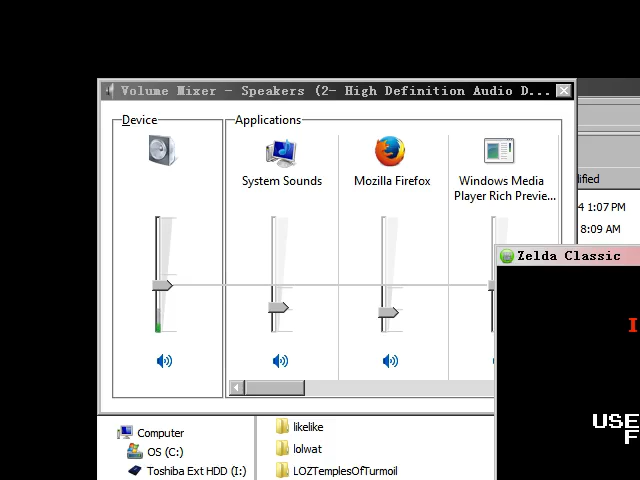 Volume Mixer - Speakers (2- High Definition Audio D...
Device
Applications
System Sounds
Mozilla Firefox
Windows Media
Player Rich Previe...
lified
4 1:07 PM
8:09 AM
Zelda Classic
I
USE
F
Computer
OS (C:)
Toshiba Ext HDD (I:)
likelike
lolwat
LOZTemplesOfTurmoil